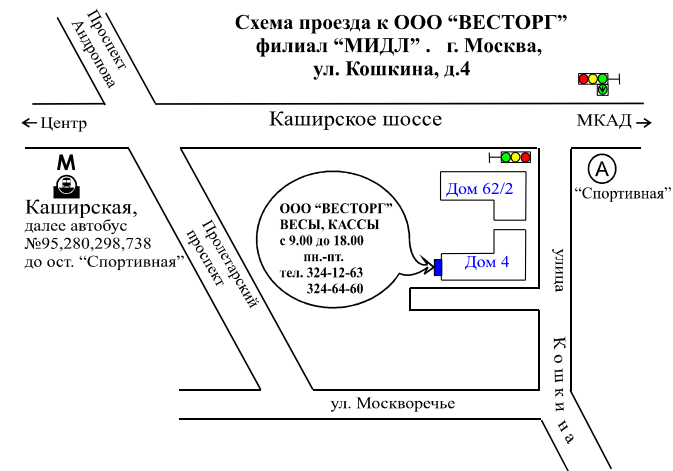 Схема проезда к ООО “ВЕСТОРГ”
филиал “МИДЛ” . г. Москва,
ул. Кошкина, д.4
Проспект
Андропова
Центр
Каширское шоссе
МКАД
М
Каширская,
далее автобус
№95,280,298,738
до ост. “Спортивная”
Пролетарский
проспект
ООО “ВЕСТОРГ”
ВЕСЫ, КАССЫ
с 9.00 до 18.00
пн.-пт.
тел. 324-12-63
324-64-60
Дом 62/2
Дом 4
А
“Спортивная”
улица
Кошкина
ул. Москворечье